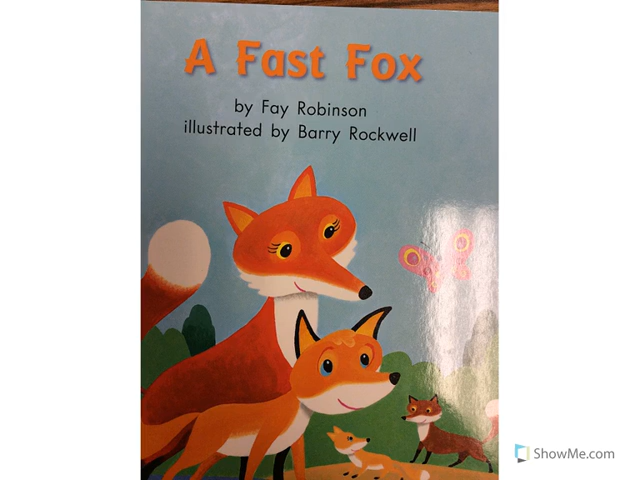 A Fast Fox
by Fay Robinson
illustrated by Barry Rockwell
ShowMe.com